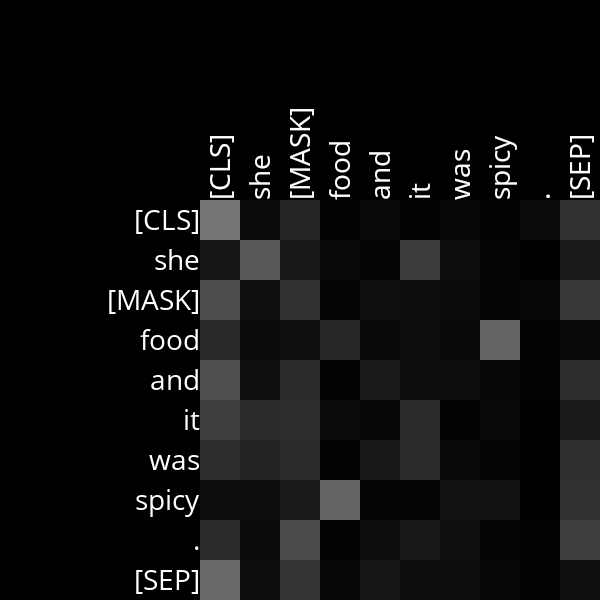 [CLS] she [MASK] food and it was spicy . [SEP]
[CLS]
she
[MASK]
food
and
it
was
spicy
.
[SEP]